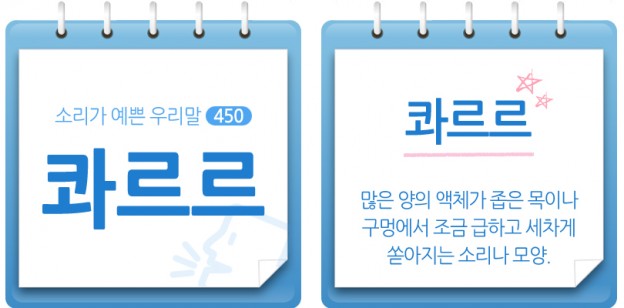 소리가 예쁜 우리말 450
콰르르
콰르르
많은 양의 액체가 좁은 목이나
구멍에서 조금 급하고 세차게
쏟아지는 소리나 모양.